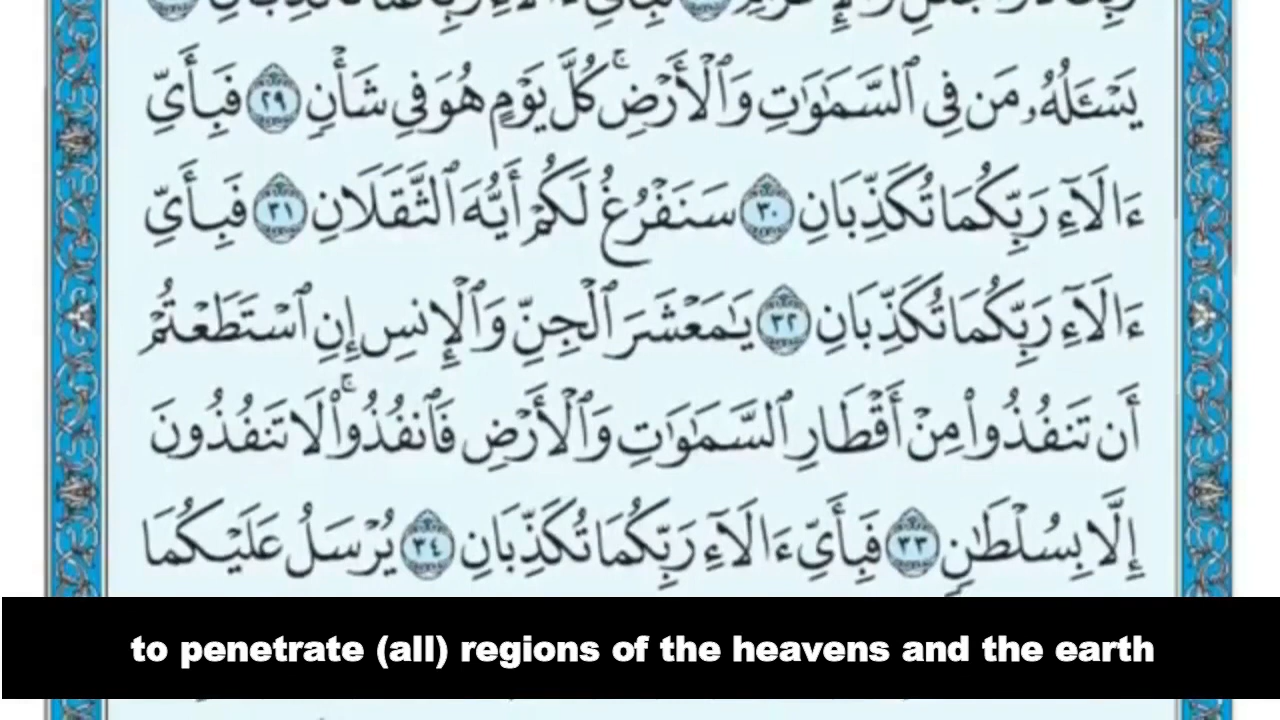 يَسْـَٔلُهُۥ مَن فِى ٱلسَّمَـٰوَٰتِ وَٱلْأَرْضِ ۚ كُلَّ يَوْمٍ هُوَ فِى شَأْنٍ ٢٩ فَبِأَىِّ
ءَالَآءِ رَبِّكُمَا تُكَذِّبَانِ ٣٠ سَنَفْرُغُ لَكُمْ أَيُّهَ ٱلثَّقَلَانِ ٣١ فَبِأَىِّ
ءَالَآءِ رَبِّكُمَا تُكَذِّبَانِ ٣٢ يَـٰمَعْشَرَ ٱلْجِنِّ وَٱلْإِنسِ إِنِ ٱسْتَطَعْتُمْ
أَن تَنفُذُوا۟ مِنْ أَقْطَارِ ٱلسَّمَـٰوَٰتِ وَٱلْأَرْضِ فَٱنفُذُوا۟ ۚ لَا تَنفُذُونَ
إِلَّا بِسُلْطَـٰنٍ ٣٣ فَبِأَىِّ ءَالَآءِ رَبِّكُمَا تُكَذِّبَانِ ٣٤ يُرْسَلُ عَلَيْكُمَا
to penetrate (all) regions of the heavens and the earth